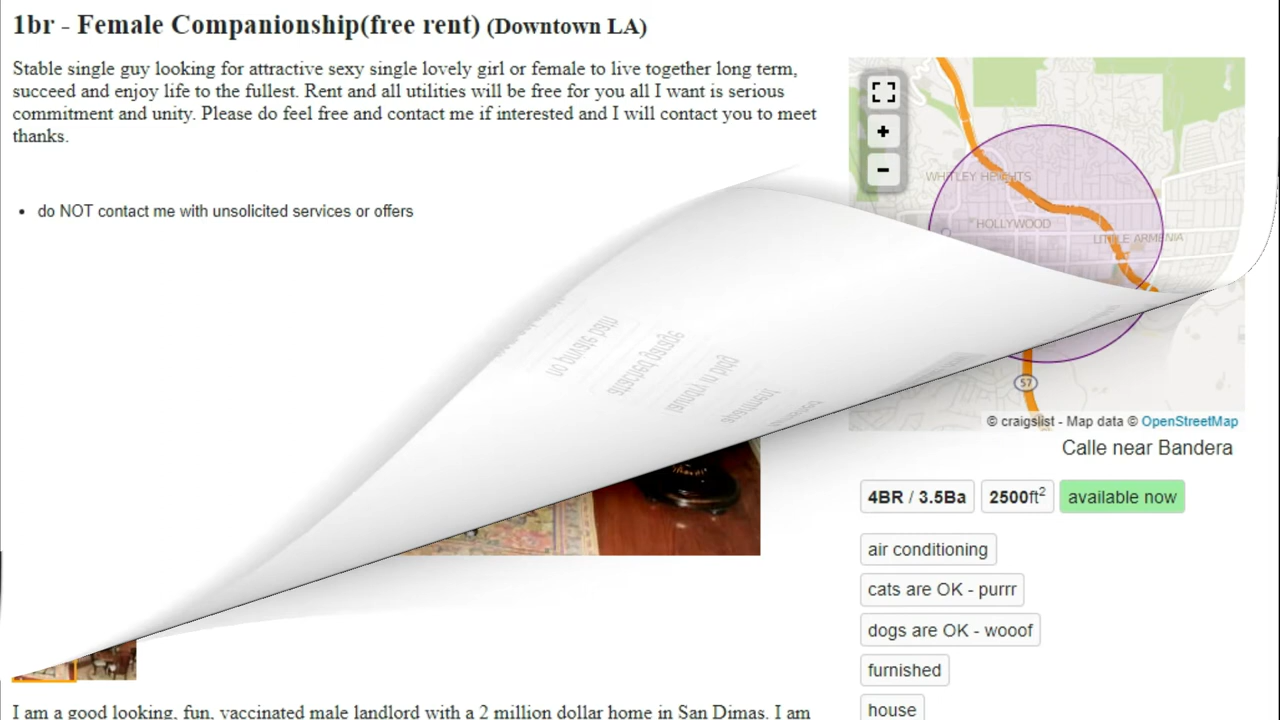 1br - Female Companionship(free rent) (Downtown LA)
Stable single guy looking for attractive sexy single lovely girl or female to live together long term,
succeed and enjoy life to the fullest. Rent and all utilities will be free for you all I want is serious
commitment and unity. Please do feel free and contact me if interested and I will contact you to meet
thanks.
• do NOT contact me with unsolicited services or offers
+
-
WHITLEY HEIGHTS
HOLLYWOOD
LITTLE ARMENIA
57
© craigslist - Map data © OpenStreetMap
Calle near Bandera
4BR / 3.5Ba
2500ft²
available now
air conditioning
cats are OK - purrr
dogs are OK - wooof
furnished
house
I am a good looking, fun, vaccinated male landlord with a 2 million dollar home in San Dimas. I am